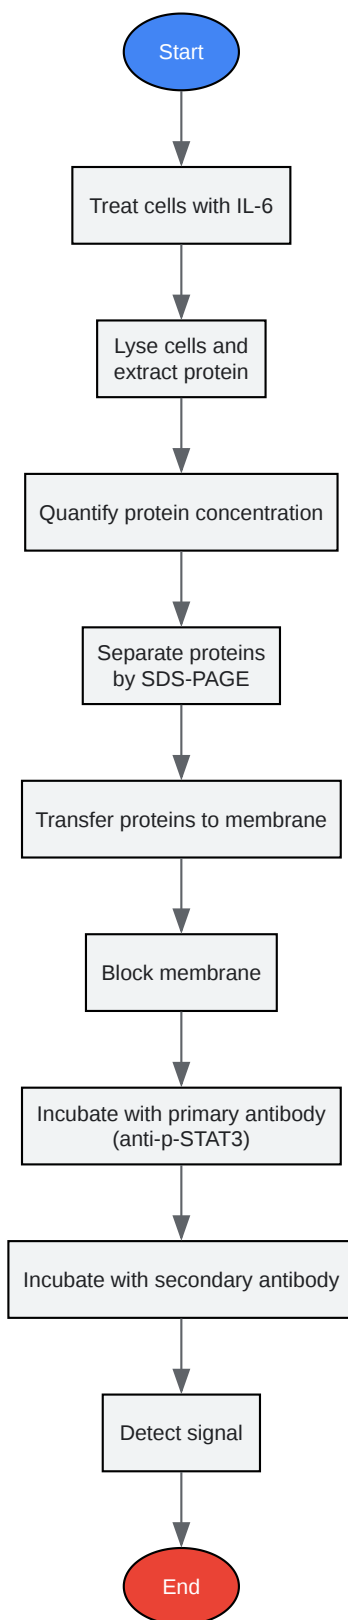 Start
Treat cells with IL-6
Lyse cells and
extract protein
Quantify protein concentration
Separate proteins
by SDS-PAGE
Transfer proteins to membrane
Block membrane
Incubate with primary antibody
(anti-p-STAT3)
Incubate with secondary antibody
Detect signal
End